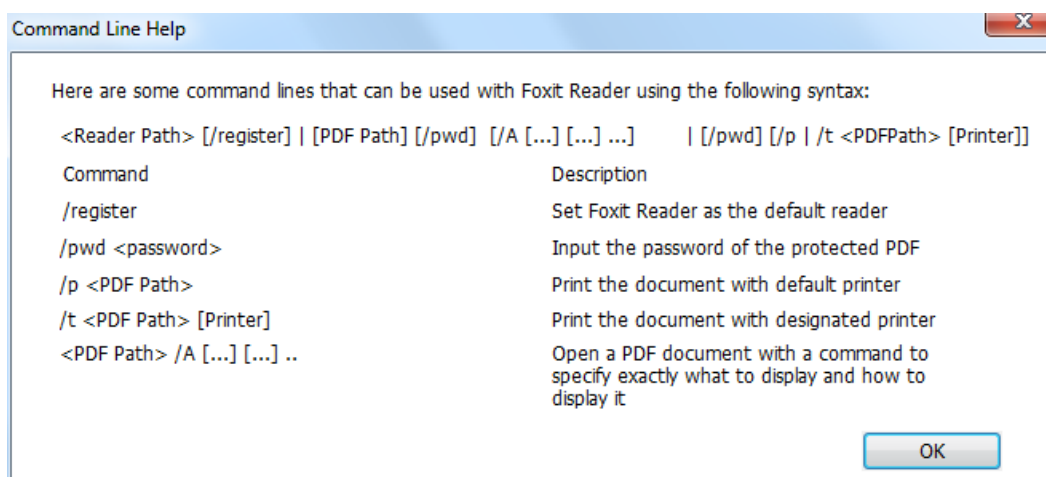 Command Line Help
X
Here are some command lines that can be used with Foxit Reader using the following syntax:
<Reader Path> [/register] | [PDF Path] [/pwd]  [/A [...] [...] ...]        | [/pwd] [/p | /t <PDFPath> [Printer]]
Command Description
/register Set Foxit Reader as the default reader
/pwd <password> Input the password of the protected PDF
/p <PDF Path> Print the document with default printer
/t <PDF Path> [Printer] Print the document with designated printer
<PDF Path> /A [...] [...] .. Open a PDF document with a command to
specify exactly what to display and how to
display it
OK